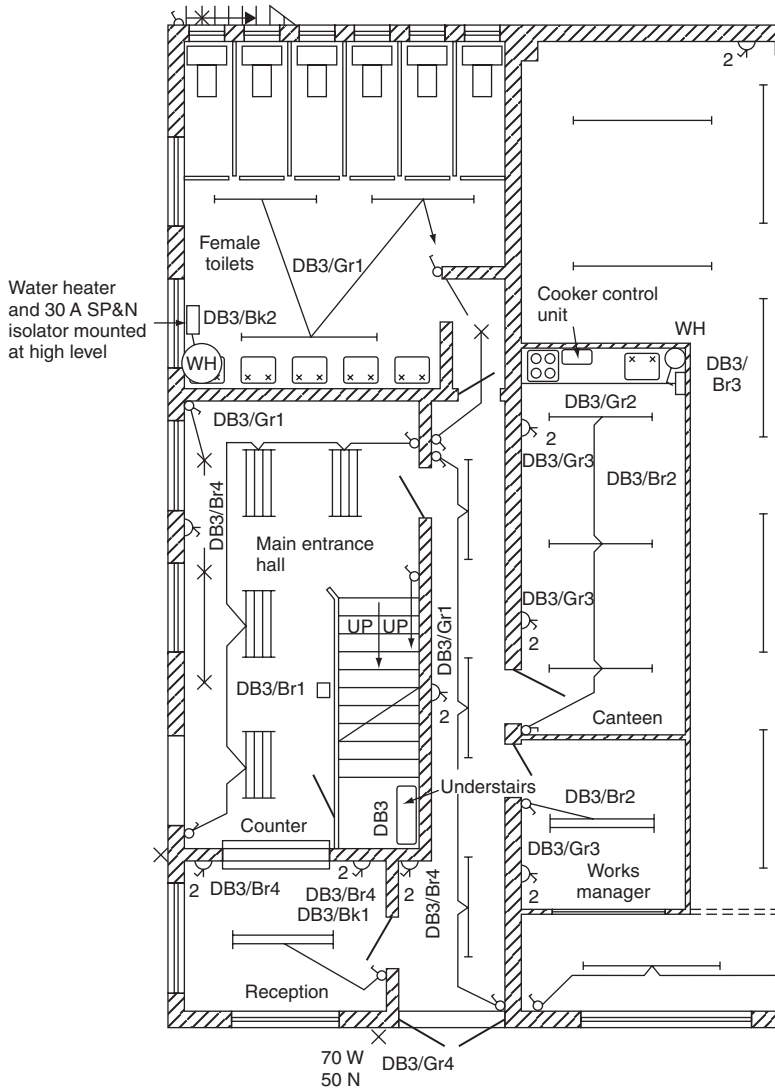 2
Female
toilets
DB3/Gr1
Water heater
and 30 A SP&N
isolator mounted
at high level
DB3/Bk2
WH
Cooker control
unit
WH
DB3/
Br3
DB3/Gr1
DB3/Gr2
2
DB3/Gr3
DB3/Br2
DB3/Br4
Main entrance
hall
DB3/Gr3
2
UP
UP
DB3/Gr1
DB3/Br1
2
Canteen
Understairs
DB3
DB3/Br2
Counter
DB3/Gr3
2
Works
manager
2
DB3/Br4
2
DB3/Br4
DB3/Bk1
2
DB3/Br4
Reception
70 W
50 N
DB3/Gr4